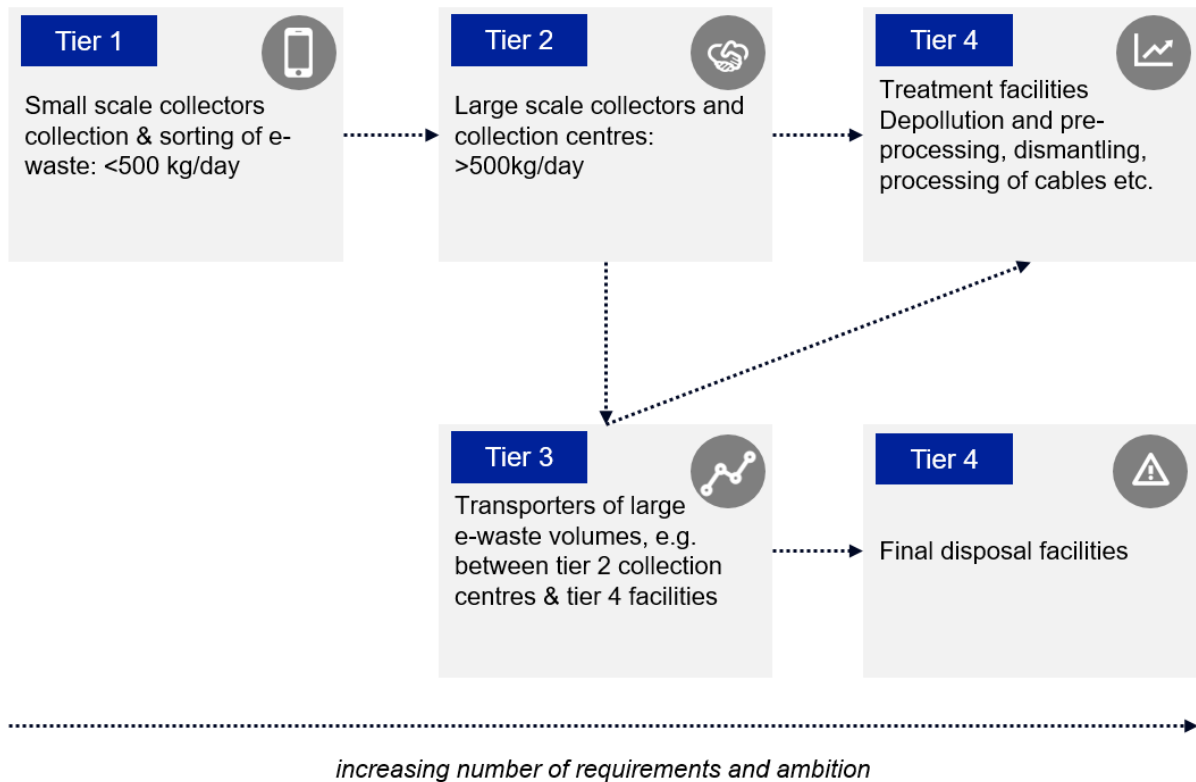 Tier 1
Small scale collectors
collection & sorting of e-
waste: <500 kg/day
Tier 2
Large scale collectors and
collection centres:
>500kg/day
Tier 4
Treatment facilities
Depollution and pre-
processing, dismantling,
processing of cables etc.
Tier 3
Transporters of large
e-waste volumes, e.g.
between tier 2 collection
centres & tier 4 facilities
Tier 4
Final disposal facilities
increasing number of requirements and ambition